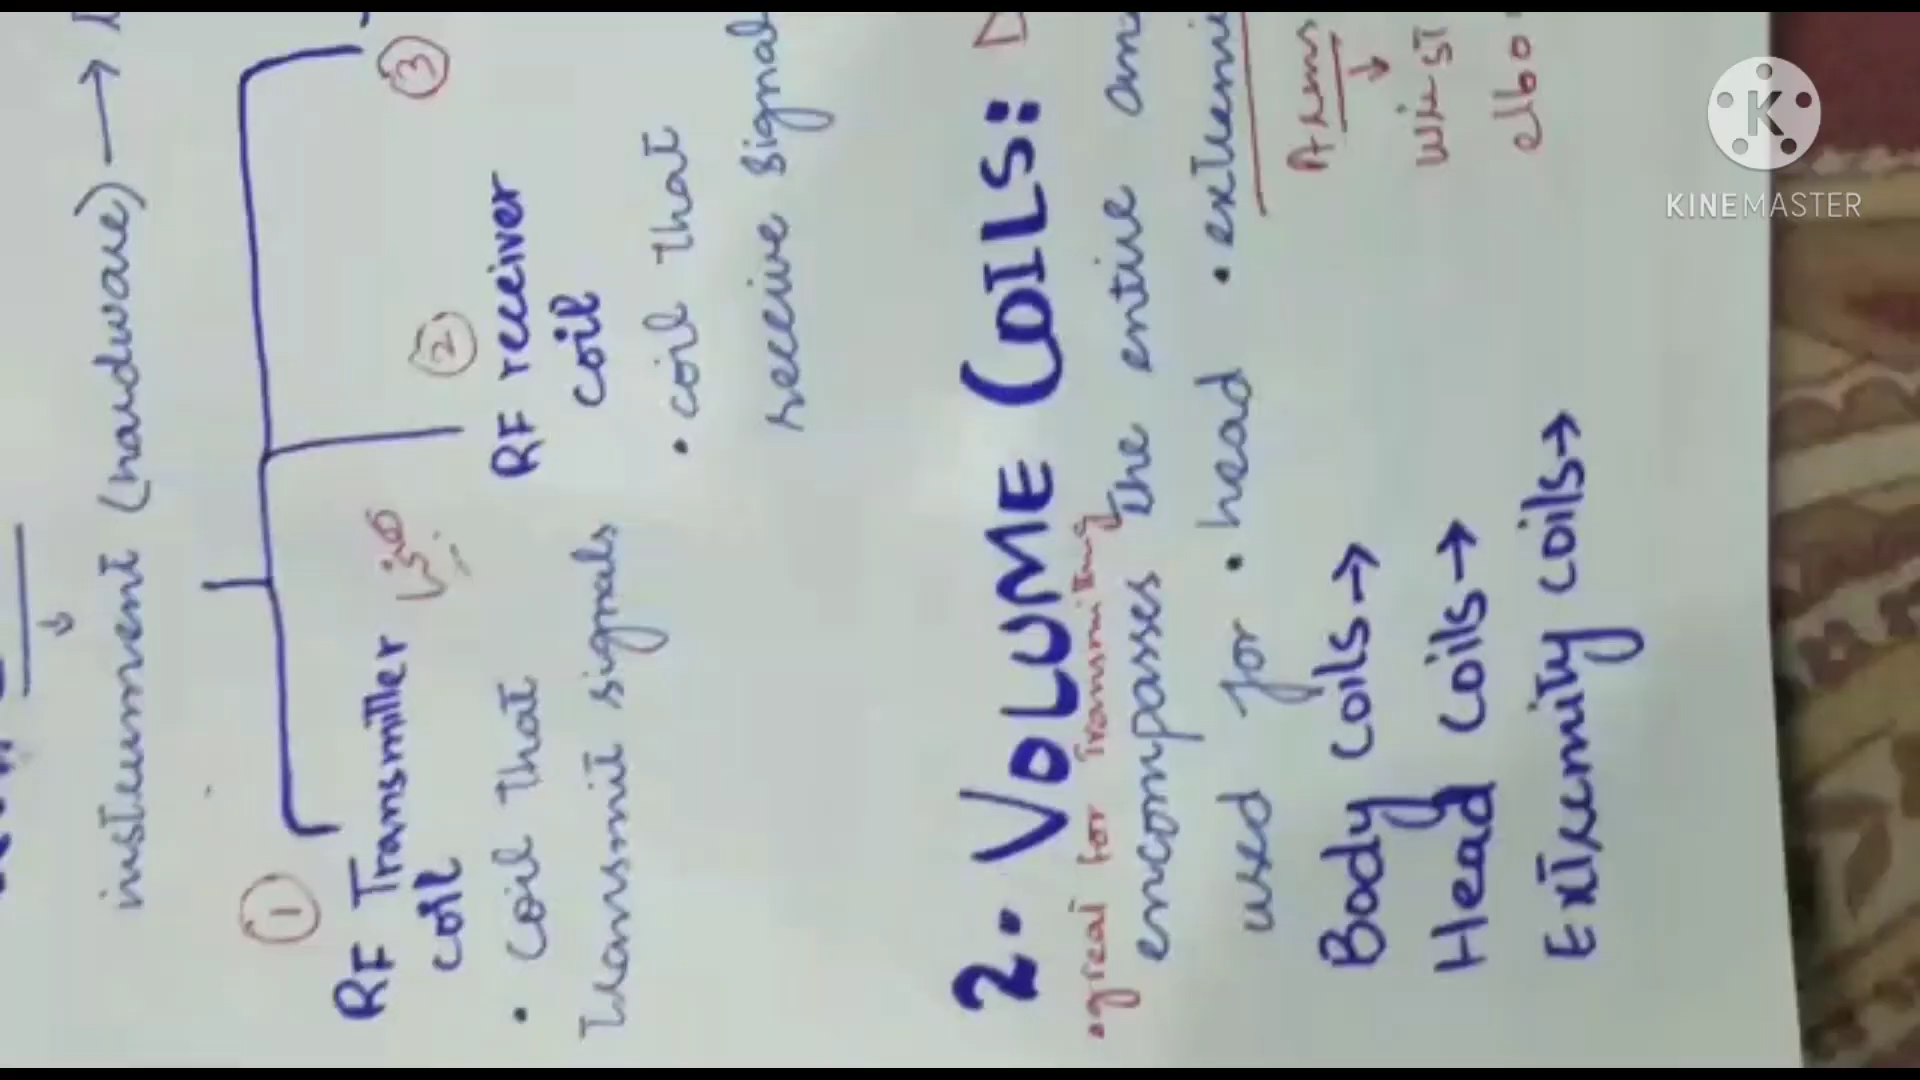 instrument (hardware) →
① ② ③
RF Transmitter
coil
• coil that
transmit signals
RF receiver
coil
• coil that
receive signal
2. VOLUME COILS:
• great for Transmitting
encompasses the entire
used for • head • extremi
Body coils →
Head coils →
Extremity coils →
Arms
↓
wrist
elbo
KINEMASTER